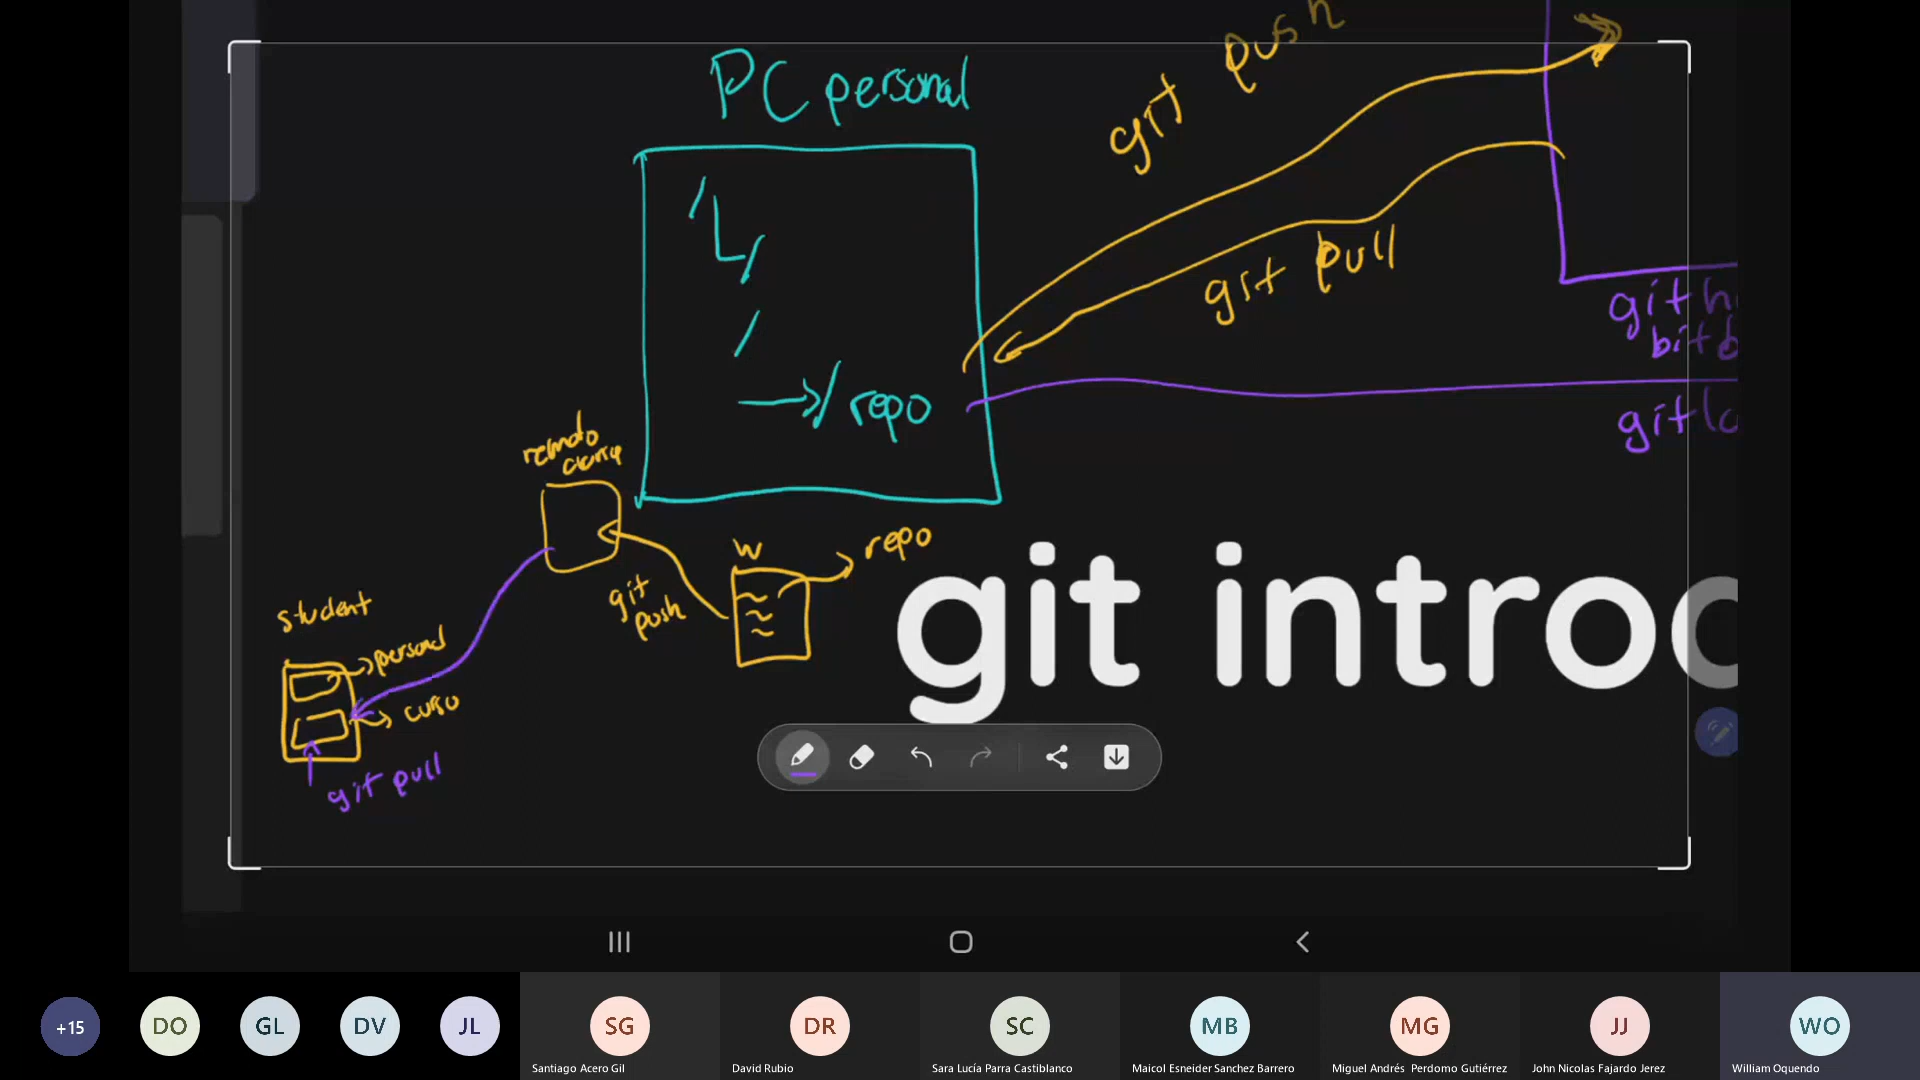 git push
PC personal
git pull
gith
bitb
/ repo
gitla
remoto
repo
W
git
push
student
personal
curso
git pull
git introd
+15
DO
GL
DV
JL
SG
DR
SC
MB
MG
JJ
WO
Santiago Acero Gil
David Rubio
Sara Lucía Parra Castiblanco
Maicol Esneider Sanchez Barrero
Miguel Andrés Perdomo Gutiérrez
John Nicolas Fajardo Jerez
William Oquendo